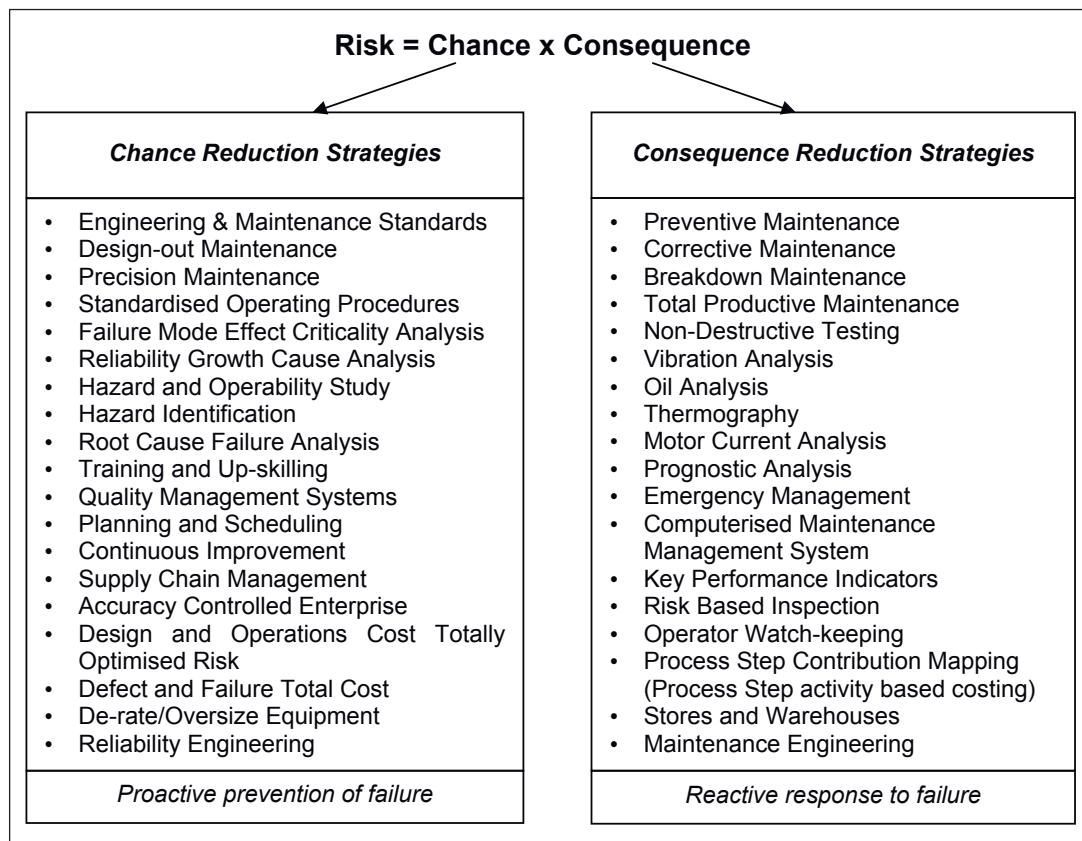 Risk = Chance x Consequence
Chance Reduction Strategies
• Engineering & Maintenance Standards
• Design-out Maintenance
• Precision Maintenance
• Standardised Operating Procedures
• Failure Mode Effect Criticality Analysis
• Reliability Growth Cause Analysis
• Hazard and Operability Study
• Hazard Identification
• Root Cause Failure Analysis
• Training and Up-skilling
• Quality Management Systems
• Planning and Scheduling
• Continuous Improvement
• Supply Chain Management
• Accuracy Controlled Enterprise
• Design and Operations Cost Totally
Optimised Risk
• Defect and Failure Total Cost
• De-rate/Oversize Equipment
• Reliability Engineering
Proactive prevention of failure
Consequence Reduction Strategies
• Preventive Maintenance
• Corrective Maintenance
• Breakdown Maintenance
• Total Productive Maintenance
• Non-Destructive Testing
• Vibration Analysis
• Oil Analysis
• Thermography
• Motor Current Analysis
• Prognostic Analysis
• Emergency Management
• Computerised Maintenance
Management System
• Key Performance Indicators
• Risk Based Inspection
• Operator Watch-keeping
• Process Step Contribution Mapping
(Process Step activity based costing)
• Stores and Warehouses
• Maintenance Engineering
Reactive response to failure